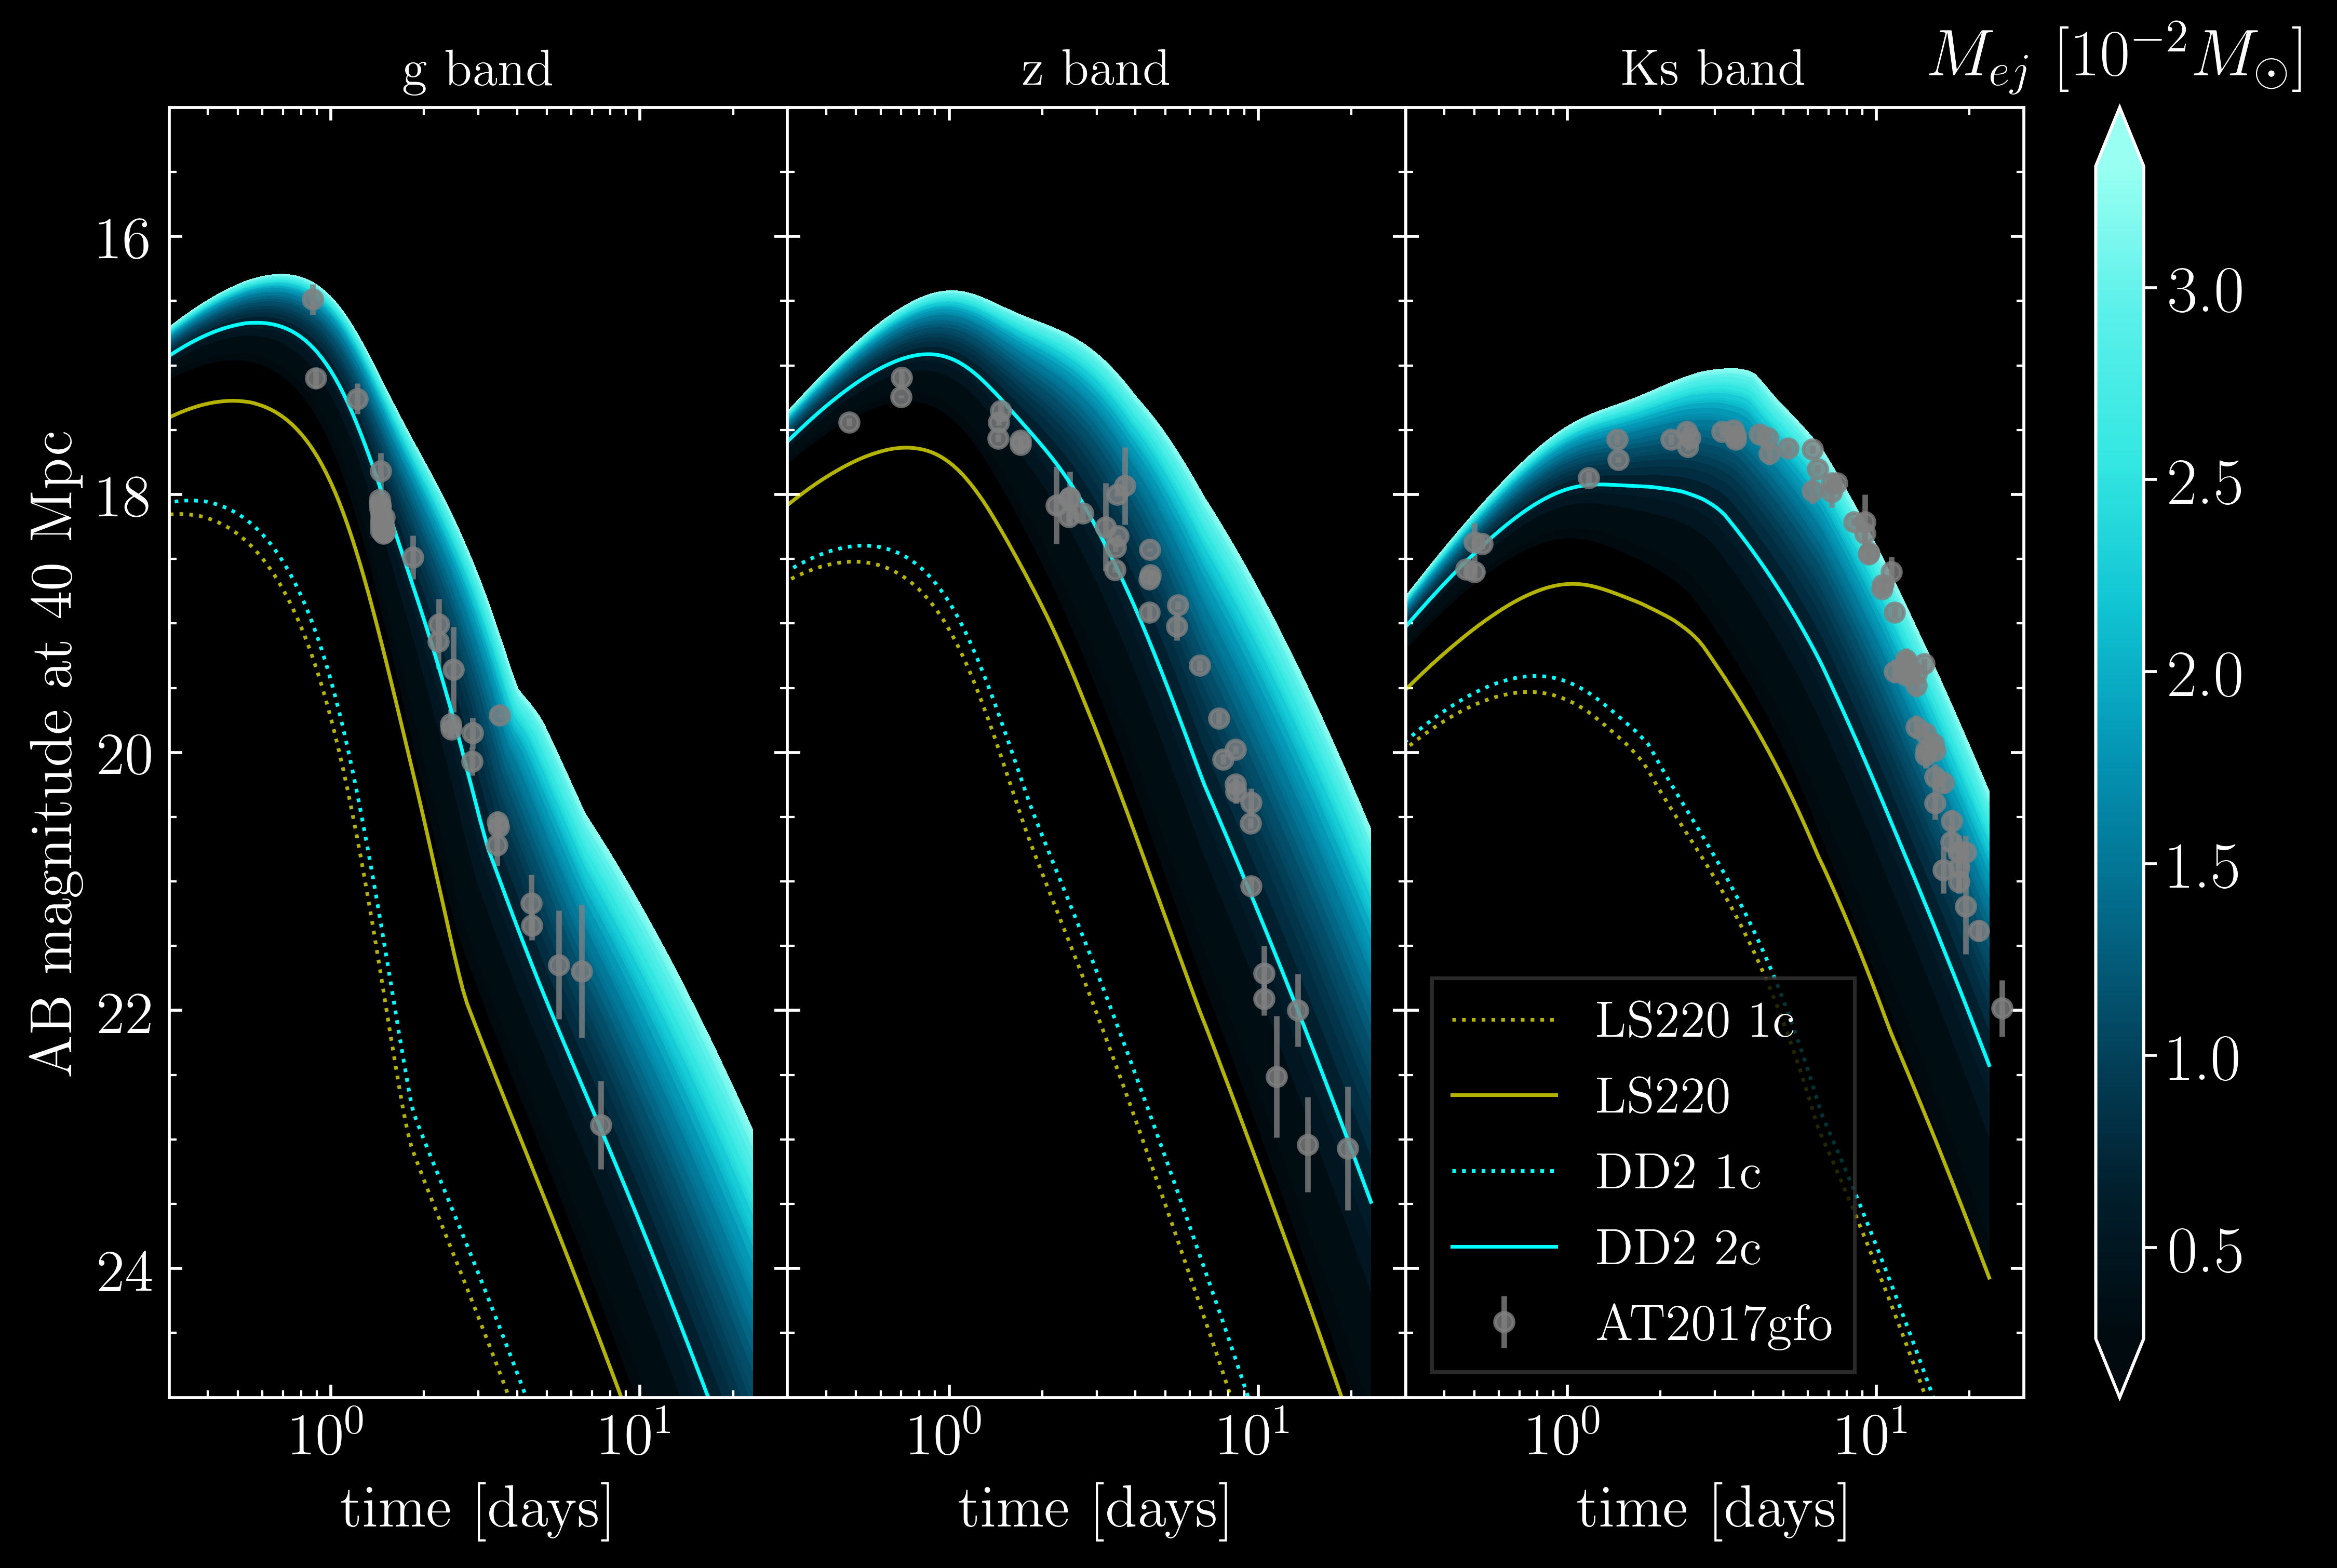 g band
z band
Ks band
M_{ej} [10^{-2} M_⊙]
AB magnitude at 40 Mpc
16
18
20
22
24
10^0
10^1
10^0
10^1
10^0
10^1
time [days]
time [days]
time [days]
LS220 1c
LS220
DD2 1c
DD2 2c
AT2017gfo
3.0
2.5
2.0
1.5
1.0
0.5